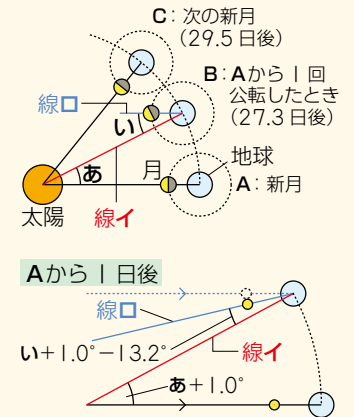 C：次の新月
（29.5日後）
B：Aから1回
公転したとき
（27.3日後）
線ロ
い
あ
月
地球
A：新月
太陽
線イ
Aから1日後
線ロ
い+1.0°−13.2°
線イ
あ+1.0°